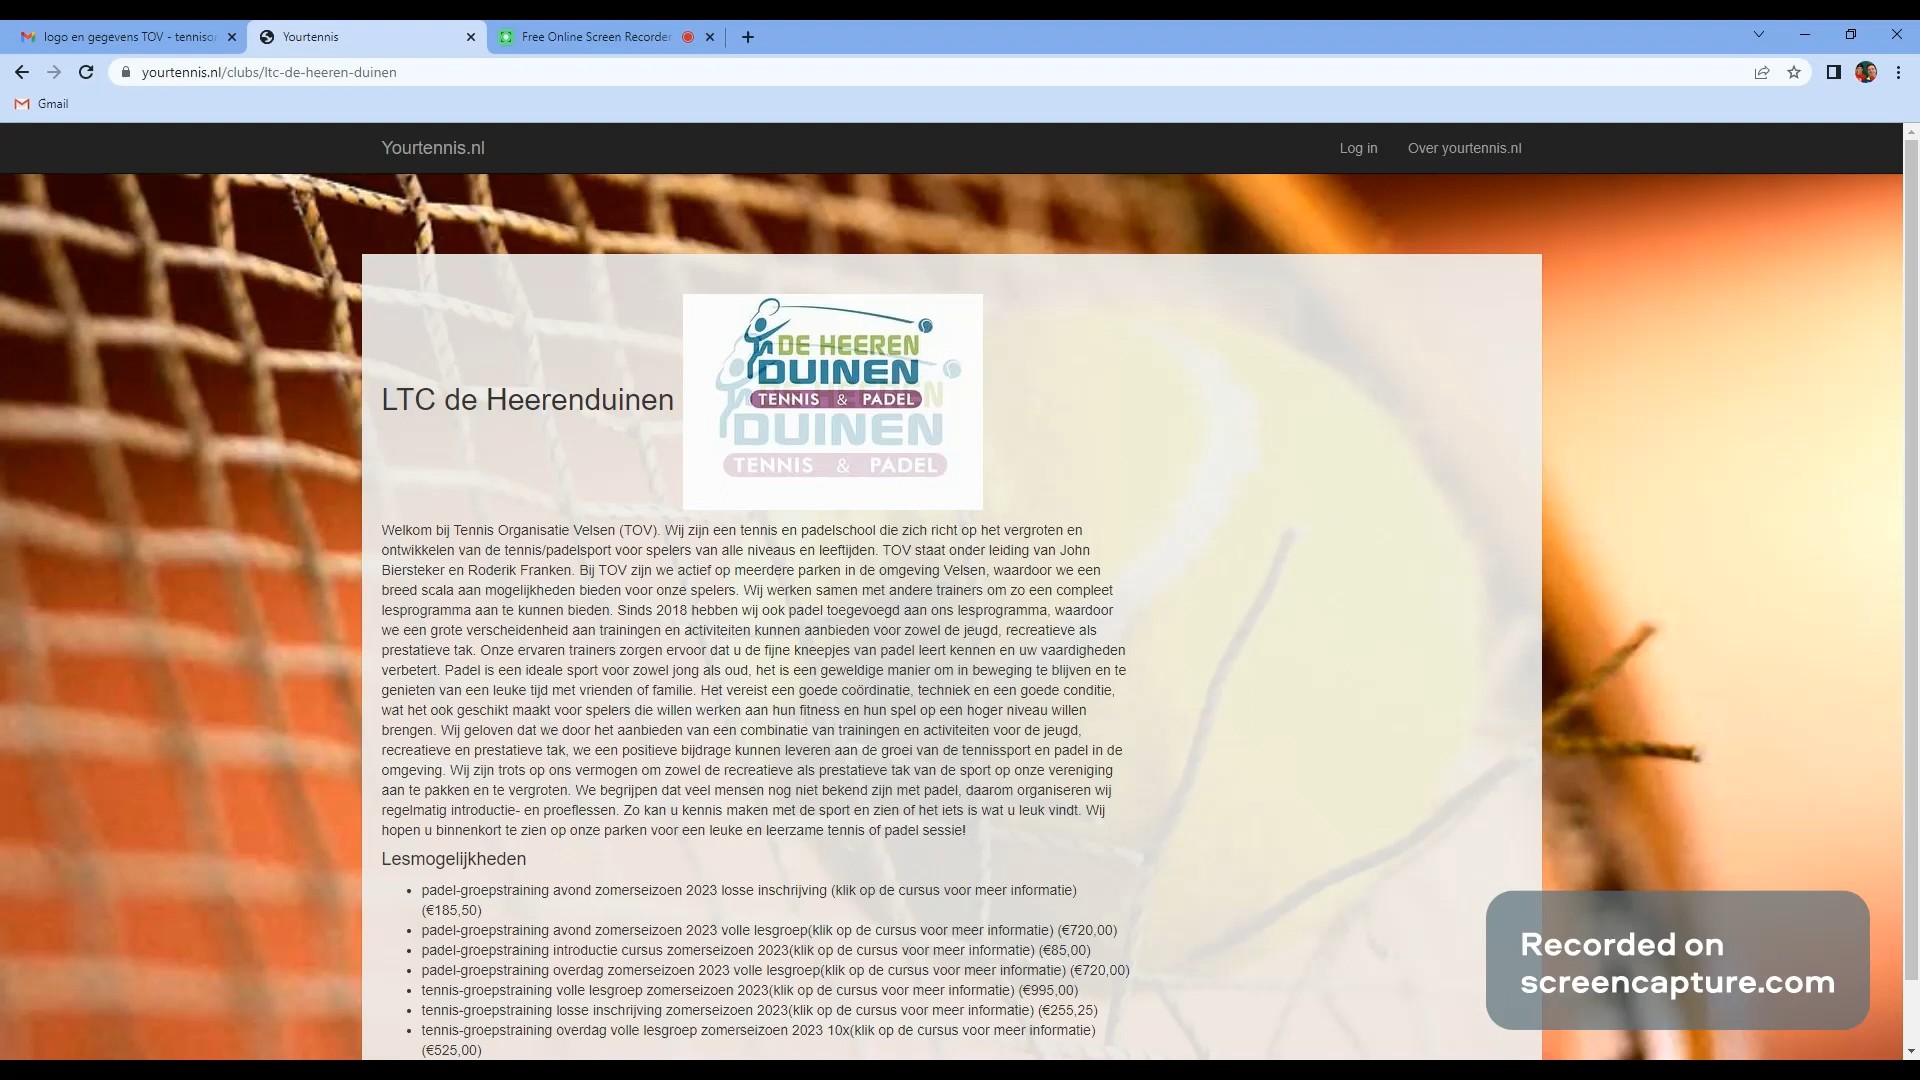 logo en gegevens TOV - tennisor
Yourtennis
Free Online Screen Recorder
yourtennis.nl/clubs/ltc-de-heeren-duinen
Gmail
Yourtennis.nl
Log in
Over yourtennis.nl
DE HEEREN
DUINEN
TENNIS & PADEL
DUINEN
TENNIS & PADEL
LTC de Heerenduinen
Welkom bij Tennis Organisatie Velsen (TOV). Wij zijn een tennis en padelschool die zich richt op het vergroten en
ontwikkelen van de tennis/padelsport voor spelers van alle niveaus en leeftijden. TOV staat onder leiding van John
Biersteker en Roderik Franken. Bij TOV zijn we actief op meerdere parken in de omgeving Velsen, waardoor we een
breed scala aan mogelijkheden bieden voor onze spelers. Wij werken samen met andere trainers om zo een compleet
lesprogramma aan te kunnen bieden. Sinds 2018 hebben wij ook padel toegevoegd aan ons lesprogramma, waardoor
we een grote verscheidenheid aan trainingen en activiteiten kunnen aanbieden voor zowel de jeugd, recreatieve als
prestatieve tak. Onze ervaren trainers zorgen ervoor dat u de fijne kneepjes van padel leert kennen en uw vaardigheden
verbetert. Padel is een ideale sport voor zowel jong als oud, het is een geweldige manier om in beweging te blijven en te
genieten van een leuke tijd met vrienden of familie. Het vereist een goede coördinatie, techniek en een goede conditie,
wat het ook geschikt maakt voor spelers die willen werken aan hun fitness en hun spel op een hoger niveau willen
brengen. Wij geloven dat we door het aanbieden van een combinatie van trainingen en activiteiten voor de jeugd,
recreatieve en prestatieve tak, we een positieve bijdrage kunnen leveren aan de groei van de tennissport en padel in de
omgeving. Wij zijn trots op ons vermogen om zowel de recreatieve als prestatieve tak van de sport op onze vereniging
aan te pakken en te vergroten. We begrijpen dat veel mensen nog niet bekend zijn met padel, daarom organiseren wij
regelmatig introductie- en proeflessen. Zo kan u kennis maken met de sport en zien of het iets is wat u leuk vindt. Wij
hopen u binnenkort te zien op onze parken voor een leuke en leerzame tennis of padel sessie!
Lesmogelijkheden
• padel-groepstraining avond zomerseizoen 2023 losse inschrijving (klik op de cursus voor meer informatie)
(€185,50)
• padel-groepstraining avond zomerseizoen 2023 volle lesgroep(klik op de cursus voor meer informatie) (€720,00)
• padel-groepstraining introductie cursus zomerseizoen 2023(klik op de cursus voor meer informatie) (€85,00)
• padel-groepstraining overdag zomerseizoen 2023 volle lesgroep(klik op de cursus voor meer informatie) (€720,00)
• tennis-groepstraining volle lesgroep zomerseizoen 2023(klik op de cursus voor meer informatie) (€995,00)
• tennis-groepstraining losse inschrijving zomerseizoen 2023(klik op de cursus voor meer informatie) (€255,25)
• tennis-groepstraining overdag volle lesgroep zomerseizoen 2023 10x(klik op de cursus voor meer informatie)
(€525,00)
Recorded on
screencapture.com